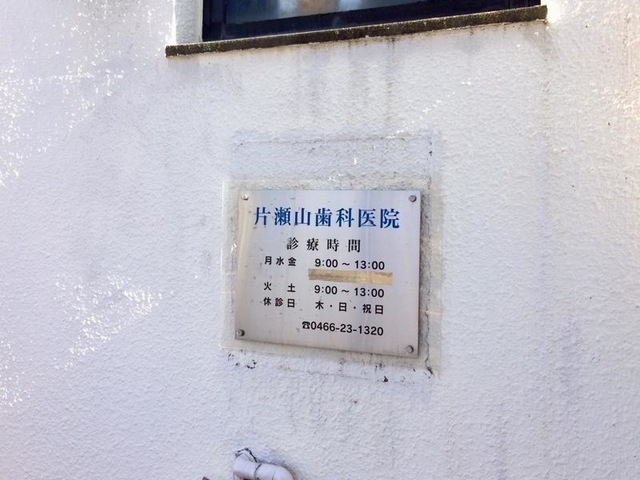 片瀬山歯科医院
診療時間
月水金 9:00～13:00
火 土 9:00～13:00
休診日 木・日・祝日
☎0466-23-1320